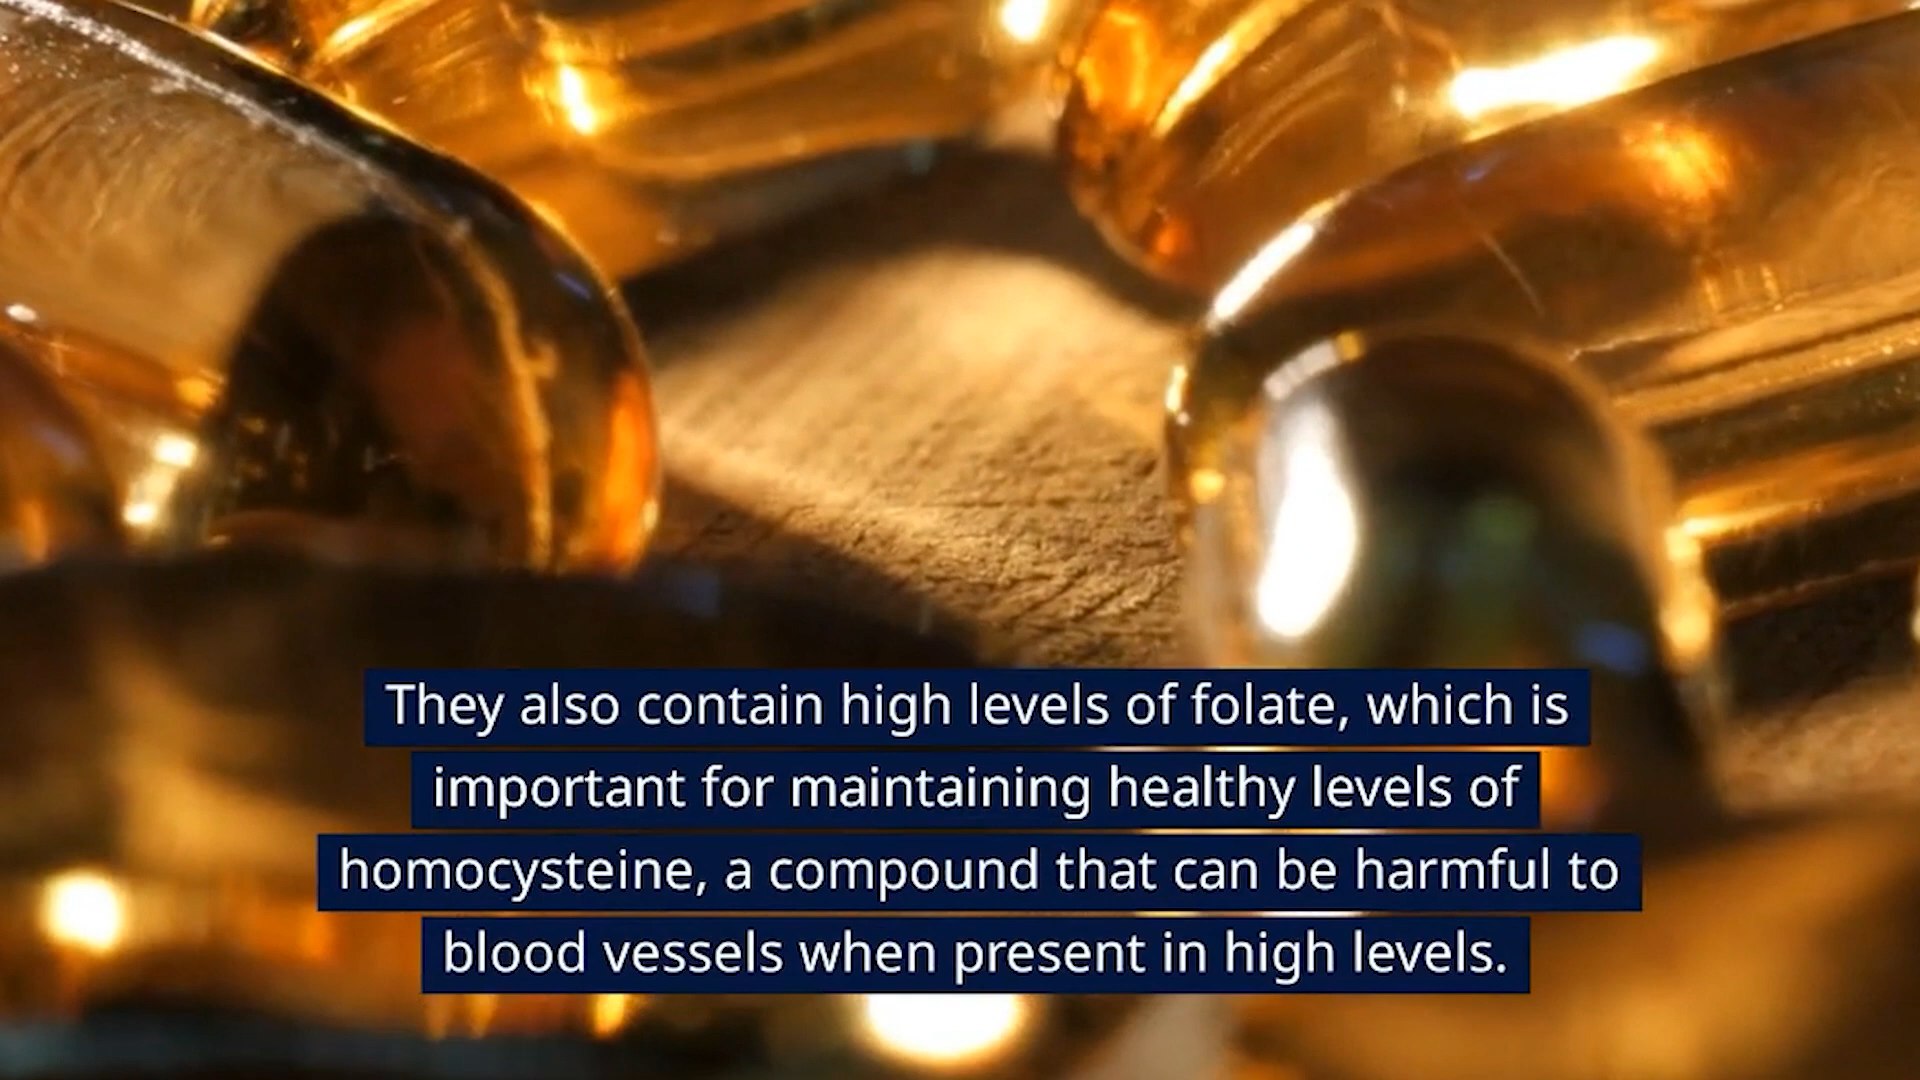 They also contain high levels of folate, which is
important for maintaining healthy levels of
homocysteine, a compound that can be harmful to
blood vessels when present in high levels.